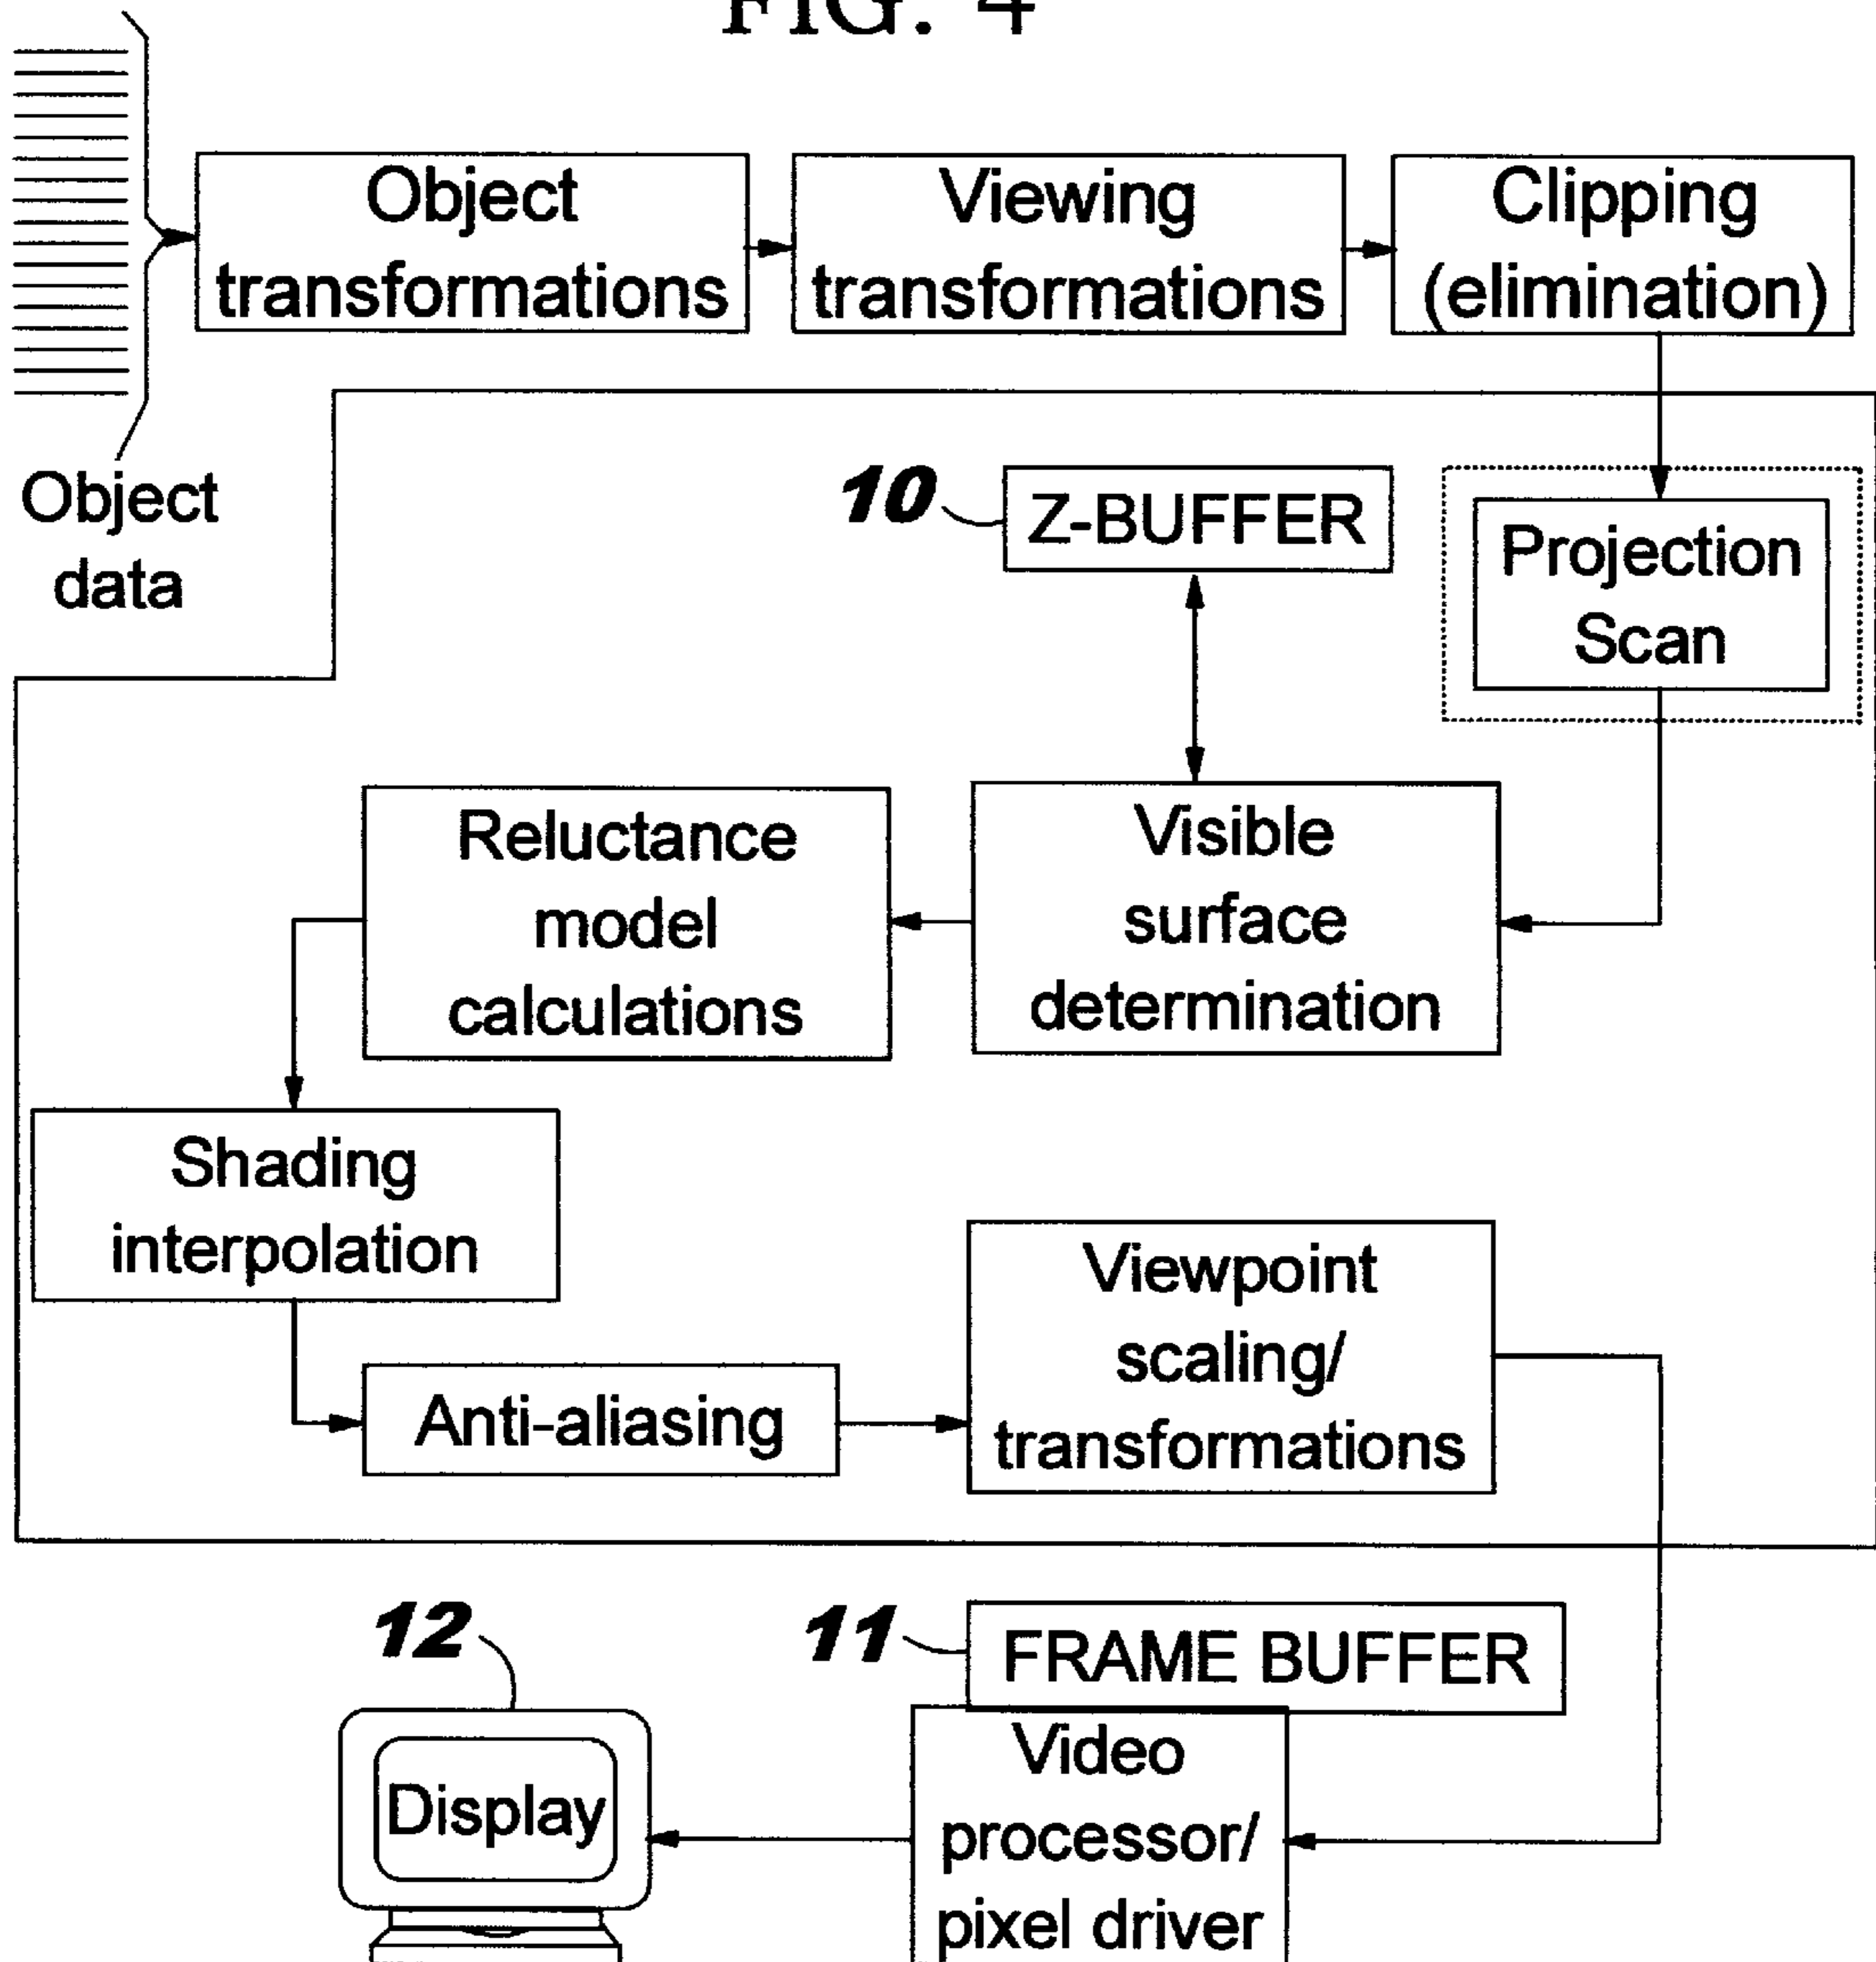 FIG. 4
Object
transformations
Viewing
transformations
Clipping
(elimination)
Object
data
10
Z-BUFFER
Projection
Scan
Reluctance
model
calculations
Visible
surface
determination
Shading
interpolation
Viewpoint
scaling/
transformations
Anti-aliasing
12
11
FRAME BUFFER
Display
Video
processor/
pixel driver